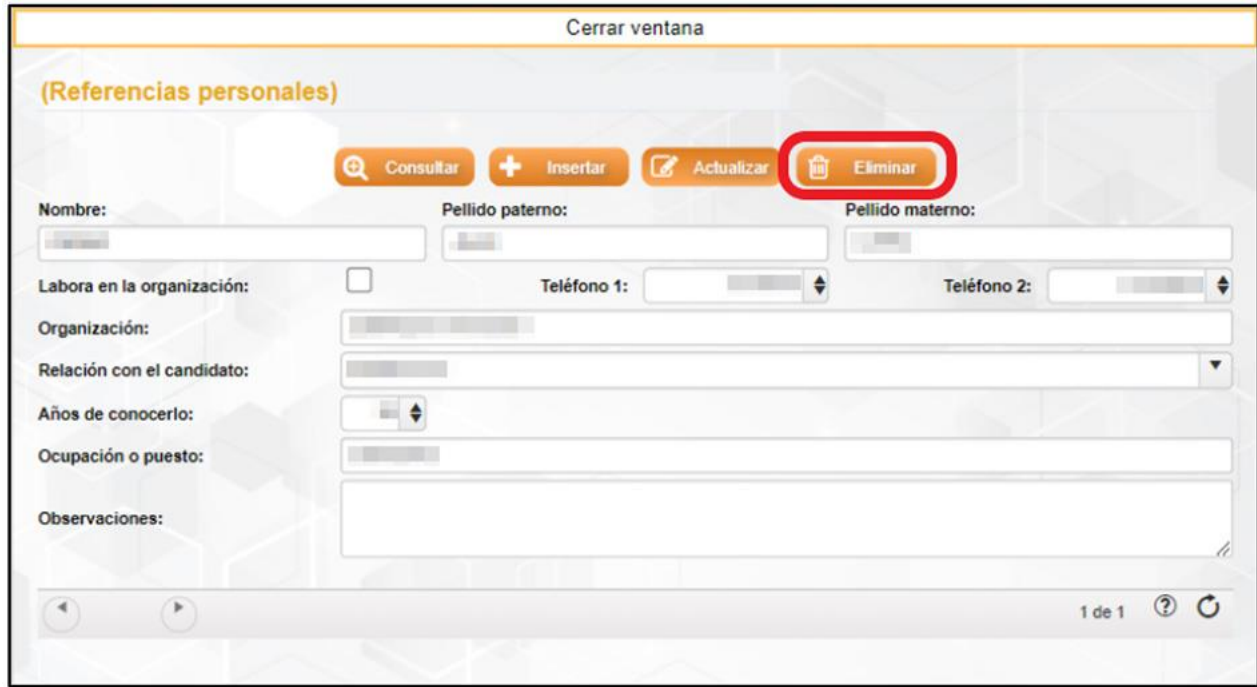 Cerrar ventana
(Referencias personales)
Consultar Insertar Actualizar Eliminar
Nombre: Pellido paterno: Pellido materno:
Labora en la organización: Teléfono 1: Teléfono 2:
Organización:
Relación con el candidato:
Años de conocerlo:
Ocupación o puesto:
Observaciones:
1 de 1 ?